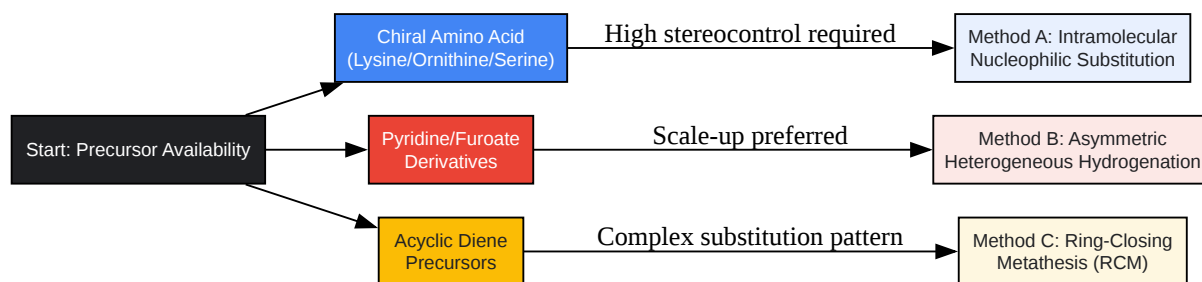 Chiral Amino Acid
(Lysine/Ornithine/Serine)
High stereocontrol required
Method A: Intramolecular
Nucleophilic Substitution
Start: Precursor Availability
Pyridine/Furoate
Derivatives
Scale-up preferred
Method B: Asymmetric
Heterogeneous Hydrogenation
Acyclic Diene
Precursors
Complex substitution pattern
Method C: Ring-Closing
Metathesis (RCM)